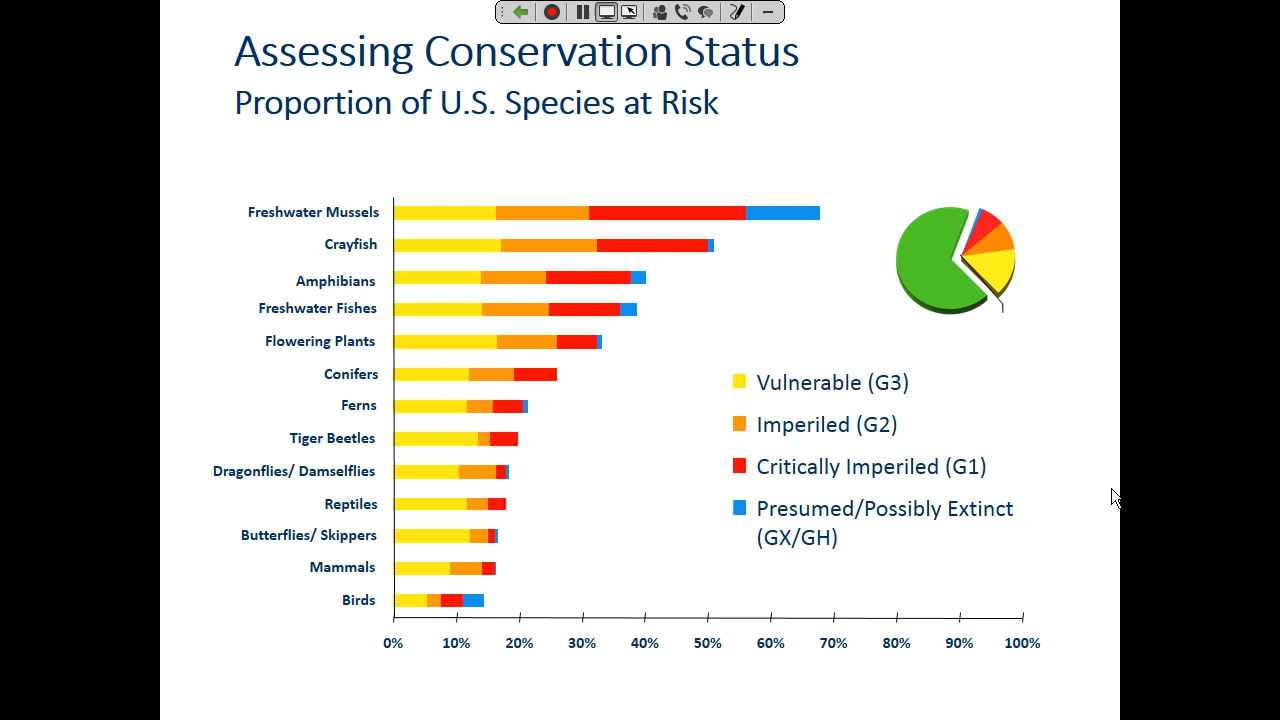 Assessing Conservation Status
Proportion of U.S. Species at Risk
Freshwater Mussels
Crayfish
Amphibians
Freshwater Fishes
Flowering Plants
Conifers
Ferns
Tiger Beetles
Dragonflies/ Damselflies
Reptiles
Butterflies/ Skippers
Mammals
Birds
Vulnerable (G3)
Imperiled (G2)
Critically Imperiled (G1)
Presumed/Possibly Extinct
(GX/GH)
0% 10% 20% 30% 40% 50% 60% 70% 80% 90% 100%